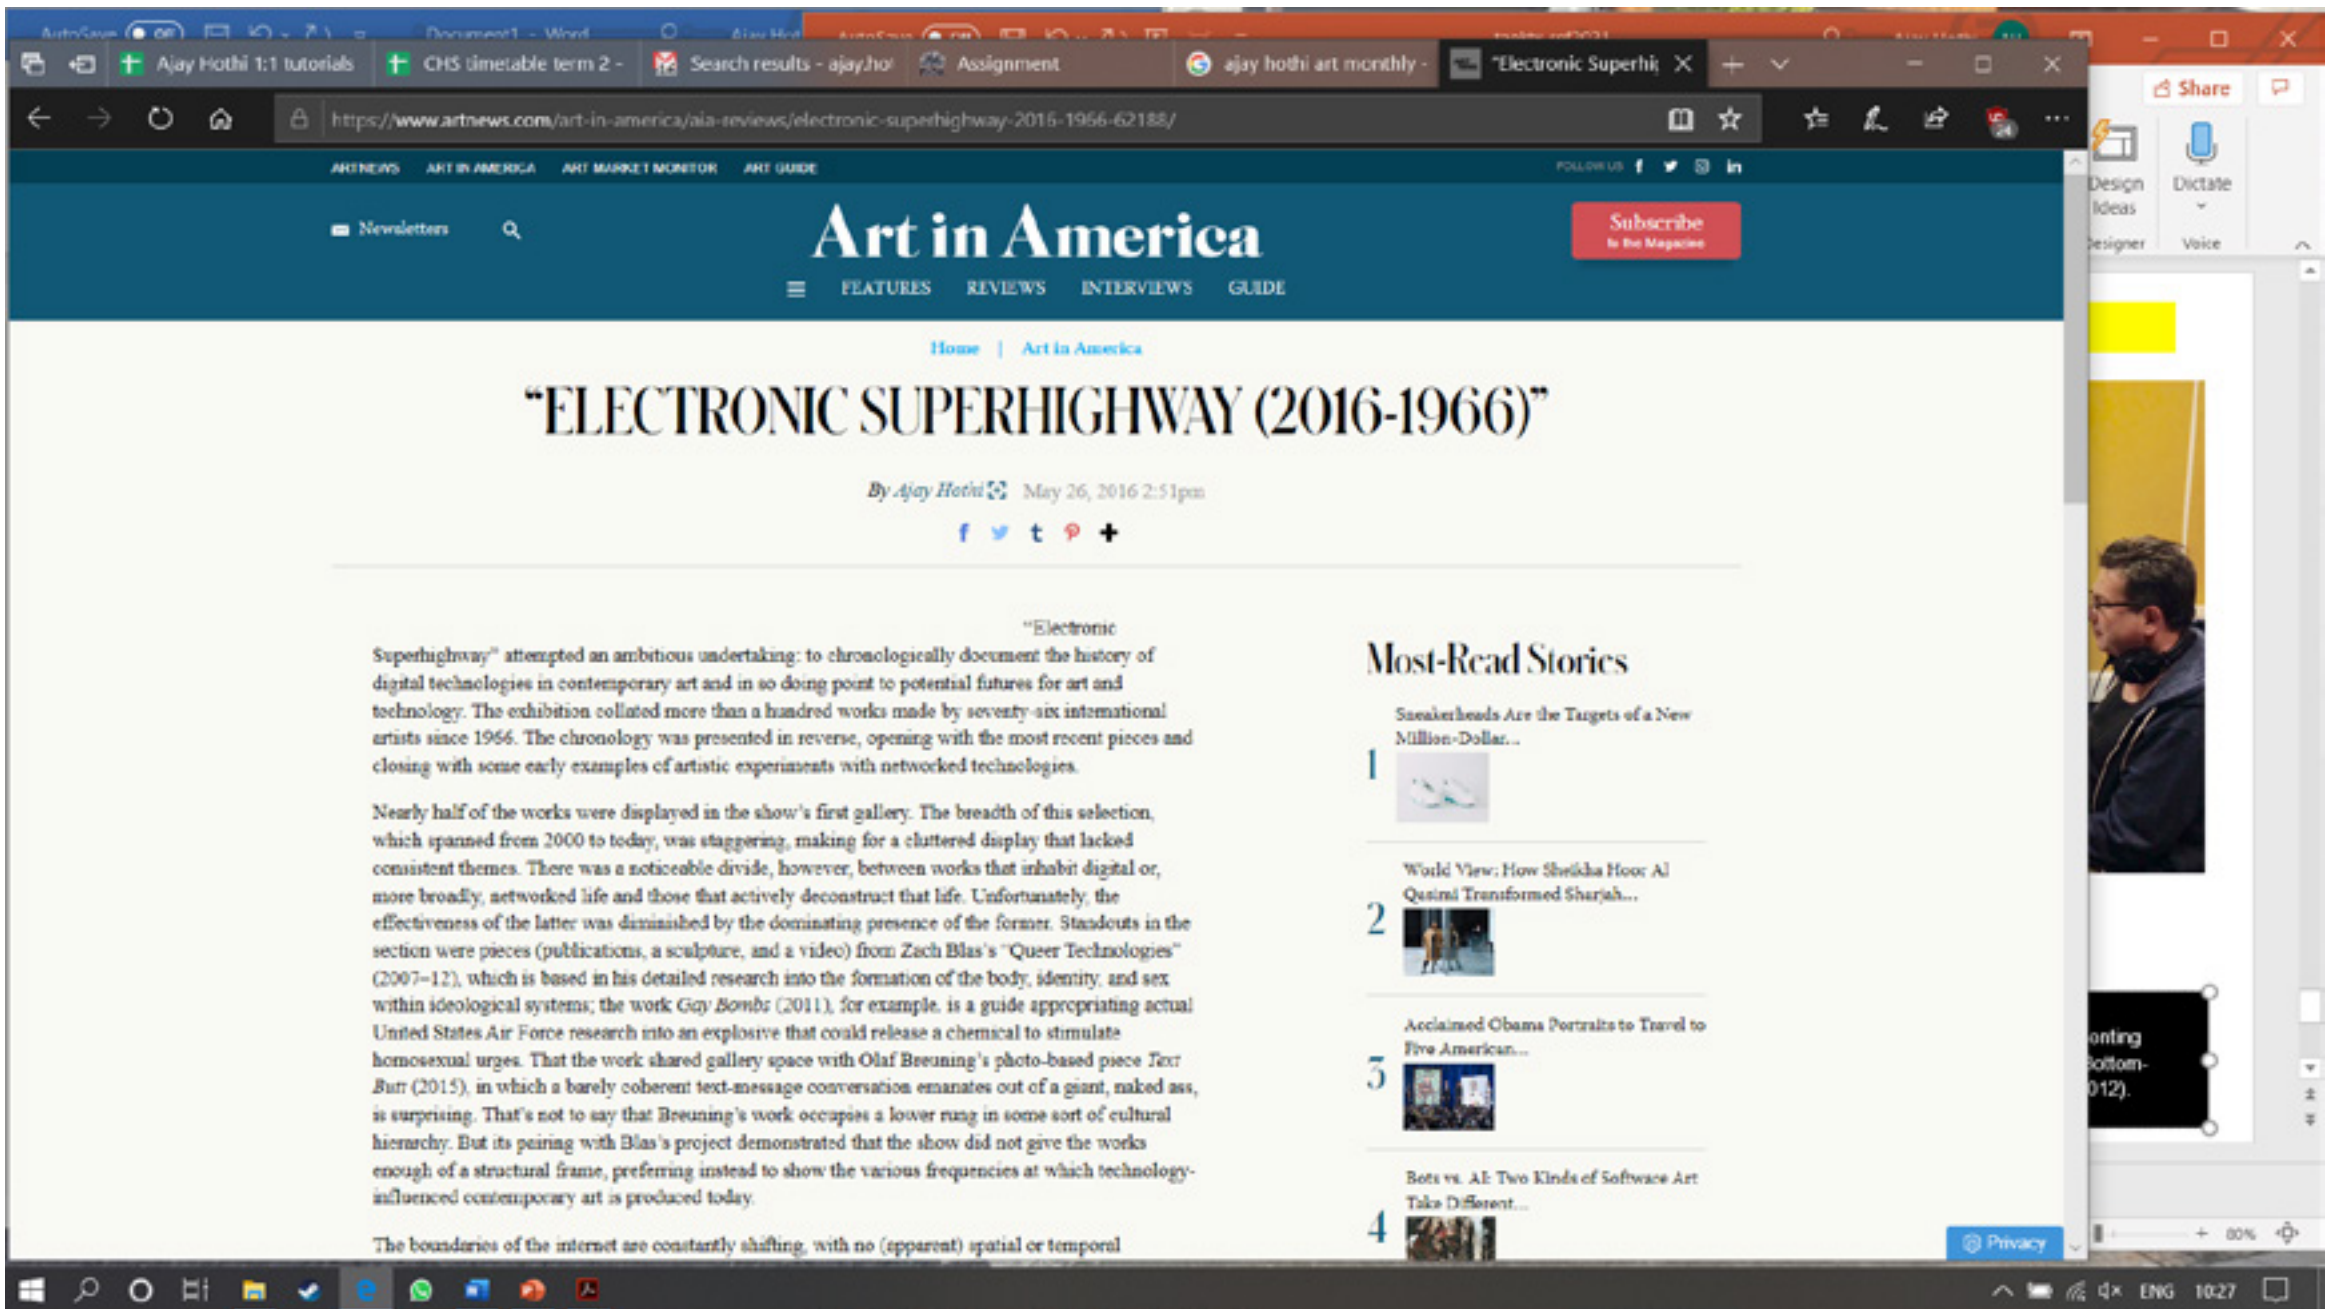 AutoSave Off Document1 - Word Ajay Hot
Ajay Hothi 1:1 tutorials CHS timetable term 2 - Search results - ajay.ho Assignment ajay hothi art monthly - "Electronic Superhig
https://www.artnews.com/art-in-america/aia-reviews/electronic-superhighway-2016-1966-62188/
24
Share
Design Ideas
Dictate
Designer
Voice
ARTNEWS ART IN AMERICA ART MARKET MONITOR ART GUIDE FOLLOW US
Newsletters
Art in America
Subscribe
to the Magazine
FEATURES REVIEWS INTERVIEWS GUIDE
Home | Art in America
“ELECTRONIC SUPERHIGHWAY (2016-1966)”
By Ajay Hothi May 26, 2016 2:51pm
“Electronic
Superhighway” attempted an ambitious undertaking: to chronologically document the history of
digital technologies in contemporary art and in so doing point to potential futures for art and
technology. The exhibition collated more than a hundred works made by seventy-six international
artists since 1966. The chronology was presented in reverse, opening with the most recent pieces and
closing with some early examples of artistic experiments with networked technologies.
Nearly half of the works were displayed in the show’s first gallery. The breadth of this selection,
which spanned from 2000 to today, was staggering, making for a cluttered display that lacked
consistent themes. There was a noticeable divide, however, between works that inhabit digital or,
more broadly, networked life and those that actively deconstruct that life. Unfortunately, the
effectiveness of the latter was diminished by the dominating presence of the former. Standouts in the
section were pieces (publications, a sculpture, and a video) from Zach Blas’s “Queer Technologies”
(2007–12), which is based in his detailed research into the formation of the body, identity, and sex
within ideological systems; the work Gay Bombs (2011), for example, is a guide appropriating actual
United States Air Force research into an explosive that could release a chemical to stimulate
homosexual urges. That the work shared gallery space with Olaf Breuning’s photo-based piece Text
Butt (2015), in which a barely coherent text-message conversation emanates out of a giant, naked ass,
is surprising. That’s not to say that Breuning’s work occupies a lower rung in some sort of cultural
hierarchy. But its pairing with Blas’s project demonstrated that the show did not give the works
enough of a structural frame, preferring instead to show the various frequencies at which technology-
influenced contemporary art is produced today.
The boundaries of the internet are constantly shifting, with no (apparent) spatial or temporal
Most-Read Stories
Sneakerheads Are the Targets of a New
Million-Dollar...
1
World View: How Sheikha Hoor Al
Qasimi Transformed Sharjah...
2
Acclaimed Obama Portraits to Travel to
Five American...
3
Bots vs. AI: Two Kinds of Software Art
Take Different...
4
Privacy
onting
Bottom-
012).
80%
ENG 10:27